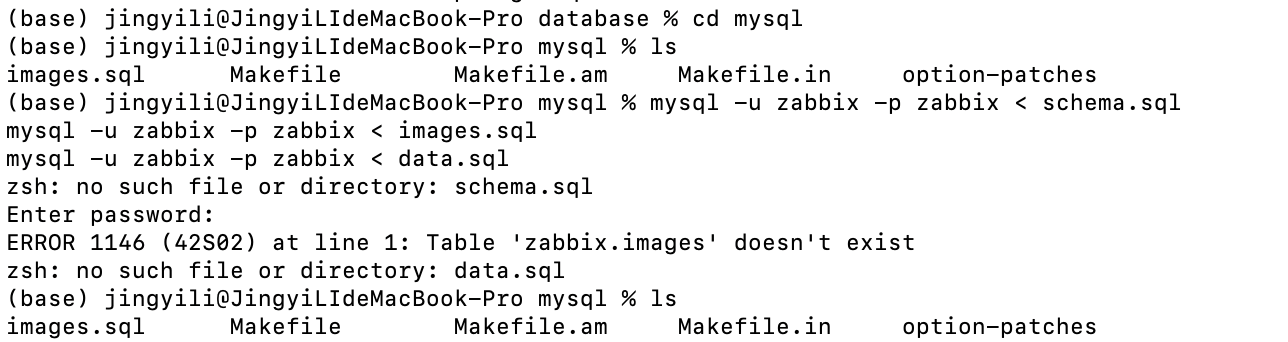 (base) jingyili@JingyiLIdeMacBook-Pro database % cd mysql
(base) jingyili@JingyiLIdeMacBook-Pro mysql % ls
images.sql Makefile Makefile.am Makefile.in option-patches
(base) jingyili@JingyiLIdeMacBook-Pro mysql % mysql -u zabbix -p zabbix < schema.sql
mysql -u zabbix -p zabbix < images.sql
mysql -u zabbix -p zabbix < data.sql
zsh: no such file or directory: schema.sql
Enter password:
ERROR 1146 (42S02) at line 1: Table 'zabbix.images' doesn't exist
zsh: no such file or directory: data.sql
(base) jingyili@JingyiLIdeMacBook-Pro mysql % ls
images.sql Makefile Makefile.am Makefile.in option-patches